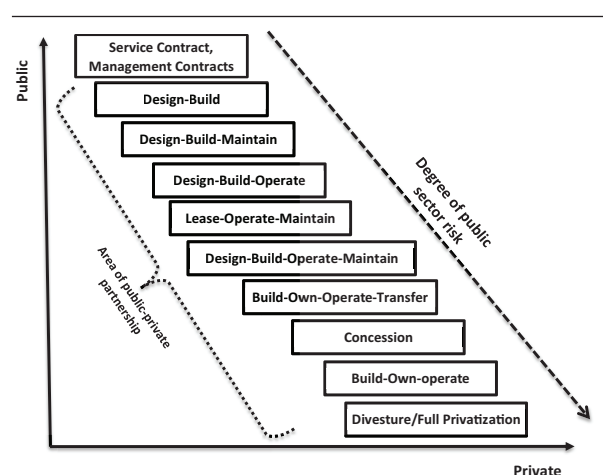 Public
Service Contract,
Management Contracts
Design-Build
Design-Build-Maintain
Design-Build-Operate
Lease-Operate-Maintain
Design-Build-Operate-Maintain
Build-Own-Operate-Transfer
Concession
Build-Own-operate
Divesture/Full Privatization
Degree of public
sector risk
Area of public-private
partnership
Private